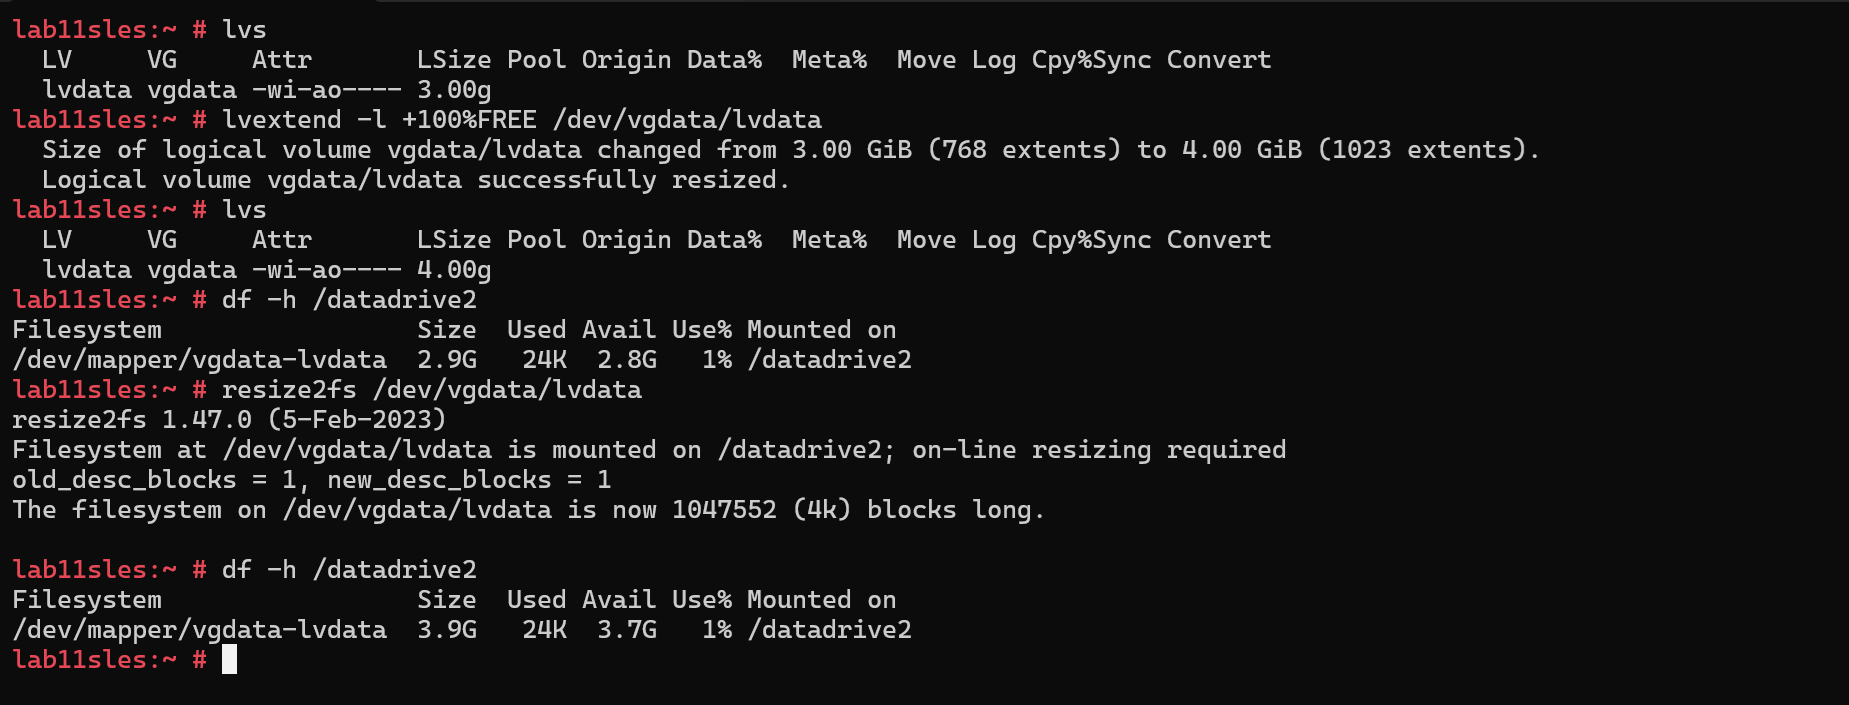 lab11sles:~ # lvs
  LV     VG     Attr       LSize Pool Origin Data%  Meta%  Move Log Cpy%Sync Convert
  lvdata vgdata -wi-ao---- 3.00g
lab11sles:~ # lvextend -l +100%FREE /dev/vgdata/lvdata
  Size of logical volume vgdata/lvdata changed from 3.00 GiB (768 extents) to 4.00 GiB (1023 extents).
  Logical volume vgdata/lvdata successfully resized.
lab11sles:~ # lvs
  LV     VG     Attr       LSize Pool Origin Data%  Meta%  Move Log Cpy%Sync Convert
  lvdata vgdata -wi-ao---- 4.00g
lab11sles:~ # df -h /datadrive2
Filesystem                 Size  Used Avail Use% Mounted on
/dev/mapper/vgdata-lvdata  2.9G   24K  2.8G   1% /datadrive2
lab11sles:~ # resize2fs /dev/vgdata/lvdata
resize2fs 1.47.0 (5-Feb-2023)
Filesystem at /dev/vgdata/lvdata is mounted on /datadrive2; on-line resizing required
old_desc_blocks = 1, new_desc_blocks = 1
The filesystem on /dev/vgdata/lvdata is now 1047552 (4k) blocks long.

lab11sles:~ # df -h /datadrive2
Filesystem                 Size  Used Avail Use% Mounted on
/dev/mapper/vgdata-lvdata  3.9G   24K  3.7G   1% /datadrive2
lab11sles:~ #